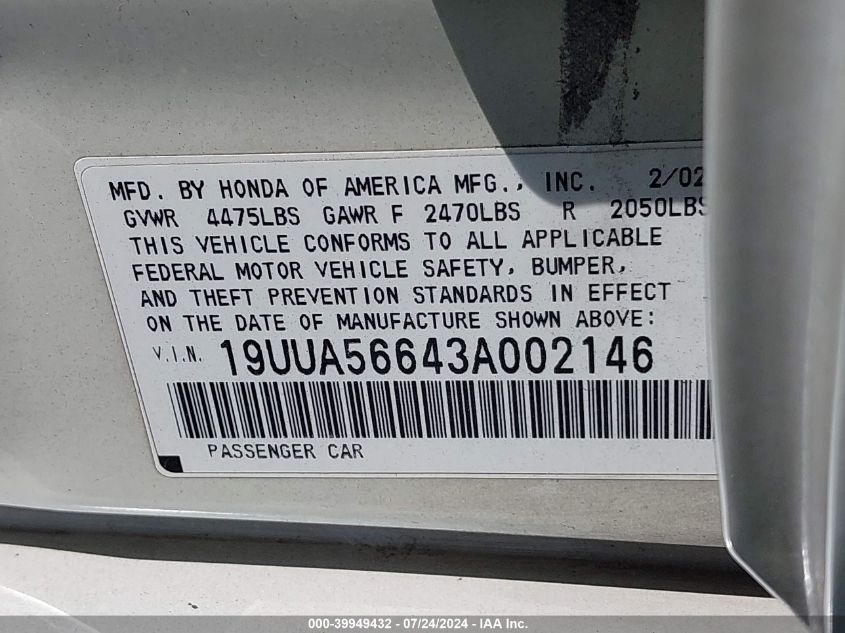 MFD. BY HONDA OF AMERICA MFG., INC. 2/02
GVWR 4475LBS GAWR F 2470LBS R 2050LBS
THIS VEHICLE CONFORMS TO ALL APPLICABLE
FEDERAL MOTOR VEHICLE SAFETY, BUMPER,
AND THEFT PREVENTION STANDARDS IN EFFECT
ON THE DATE OF MANUFACTURE SHOWN ABOVE:
V.I.N. 19UUA56643A002146
PASSENGER CAR
000-39949432 - 07/24/2024 - IAA Inc.